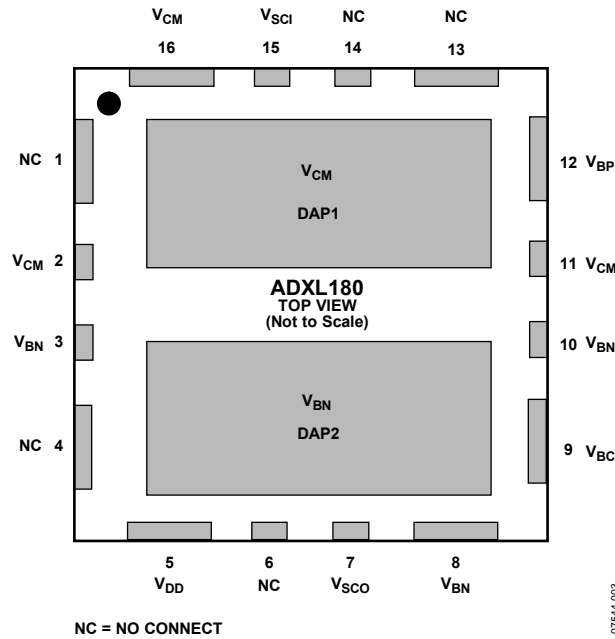 VCM VSCI NC NC
16 15 14 13
NC 1
VCM 2
VBN 3
NC 4
12 VBP
11 VCM
10 VBN
9 VBC
VCM
DAP1
ADXL180
TOP VIEW
(Not to Scale)
VBN
DAP2
5 6 7 8
VDD NC VSCO VBN
NC = NO CONNECT
07544-003